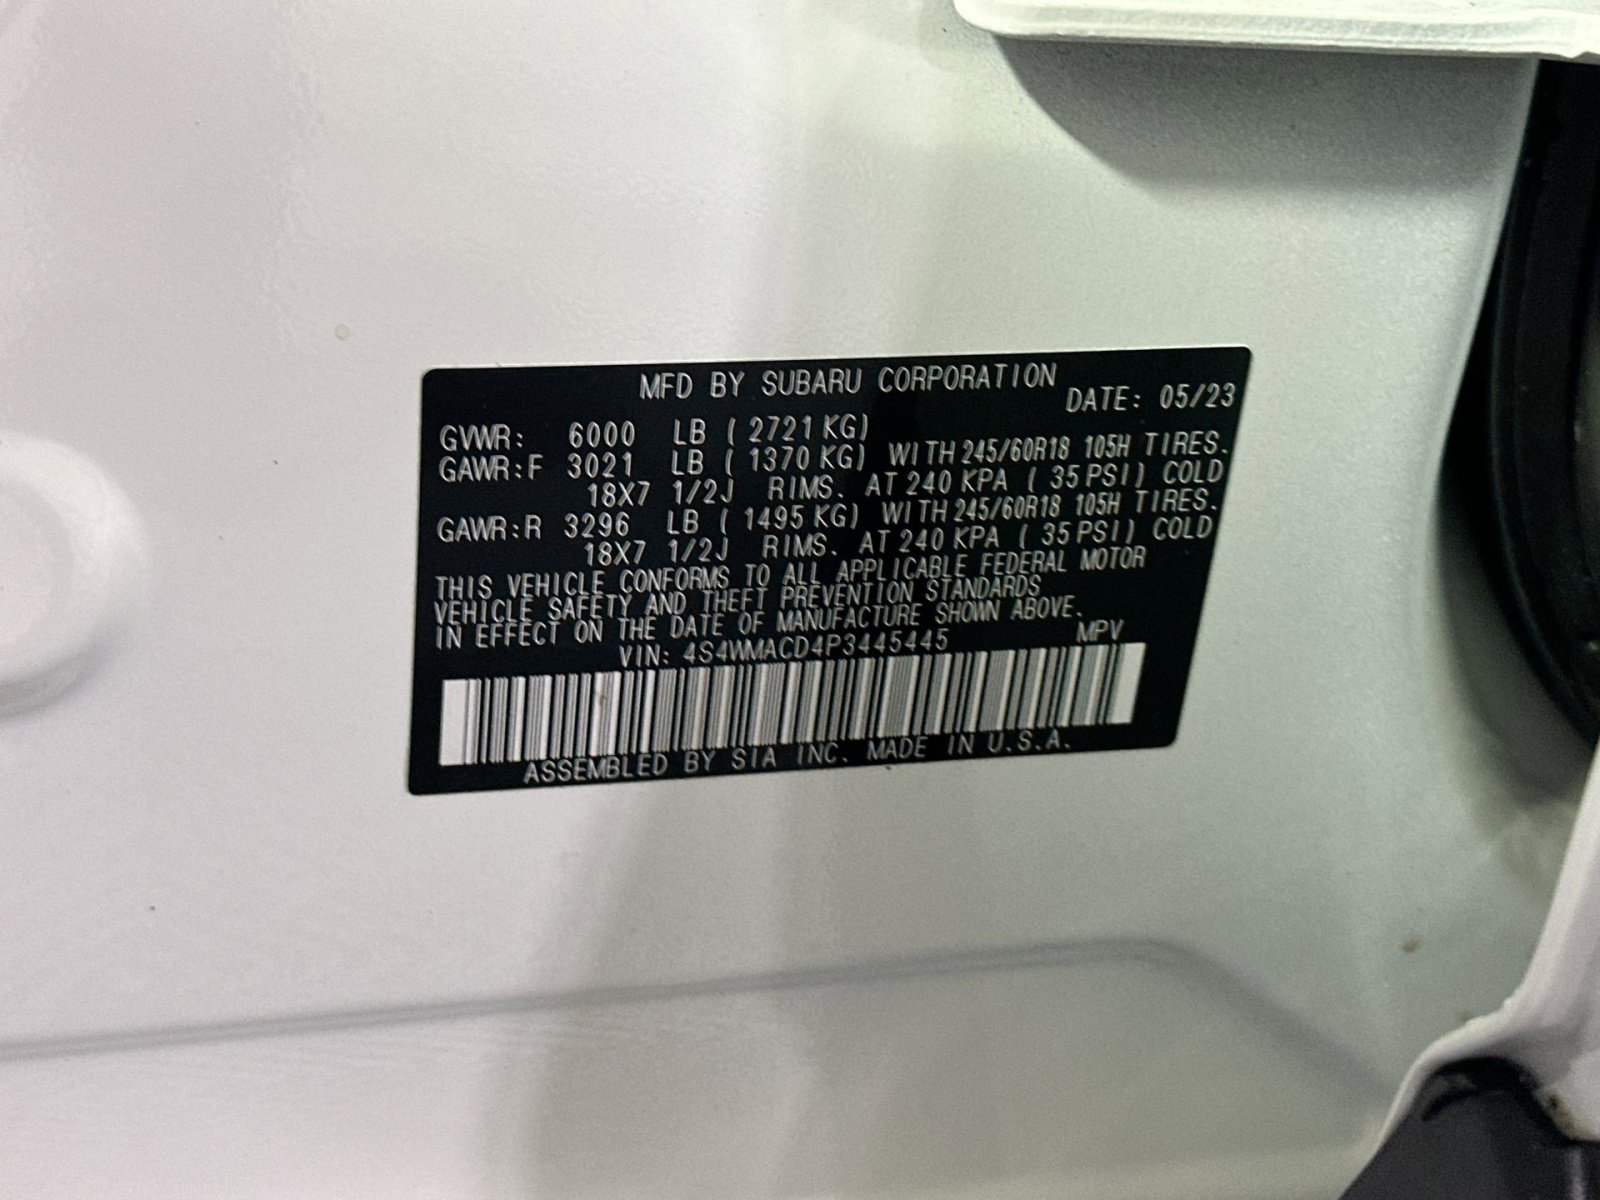 MFD BY SUBARU CORPORATION
DATE: 05/23
GVWR: 6000 LB ( 2721 KG)
GAWR:F 3021 LB ( 1370 KG) WITH 245/60R18 105H TIRES.
18X7 1/2J RIMS. AT 240 KPA ( 35 PSI) COLD
GAWR:R 3296 LB ( 1495 KG) WITH 245/60R18 105H TIRES.
18X7 1/2J RIMS. AT 240 KPA ( 35 PSI) COLD
THIS VEHICLE CONFORMS TO ALL APPLICABLE FEDERAL MOTOR
VEHICLE SAFETY AND THEFT PREVENTION STANDARDS
IN EFFECT ON THE DATE OF MANUFACTURE SHOWN ABOVE.
VIN: 4S4WMACD4P3445445 MPV
ASSEMBLED BY SIA INC. MADE IN U.S.A.